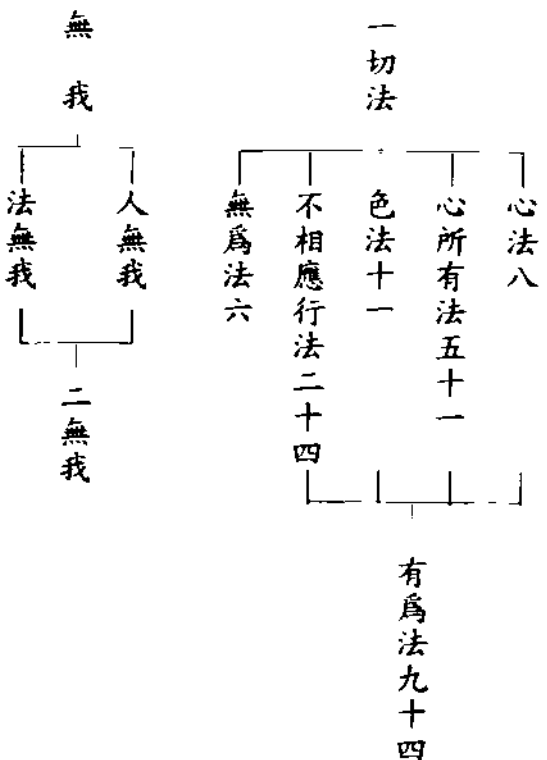 一切法
心法八
心所有法五十一
色法十一
不相應行法二十四
無爲法六
有爲法九十四
無我
人無我
法無我
二無我